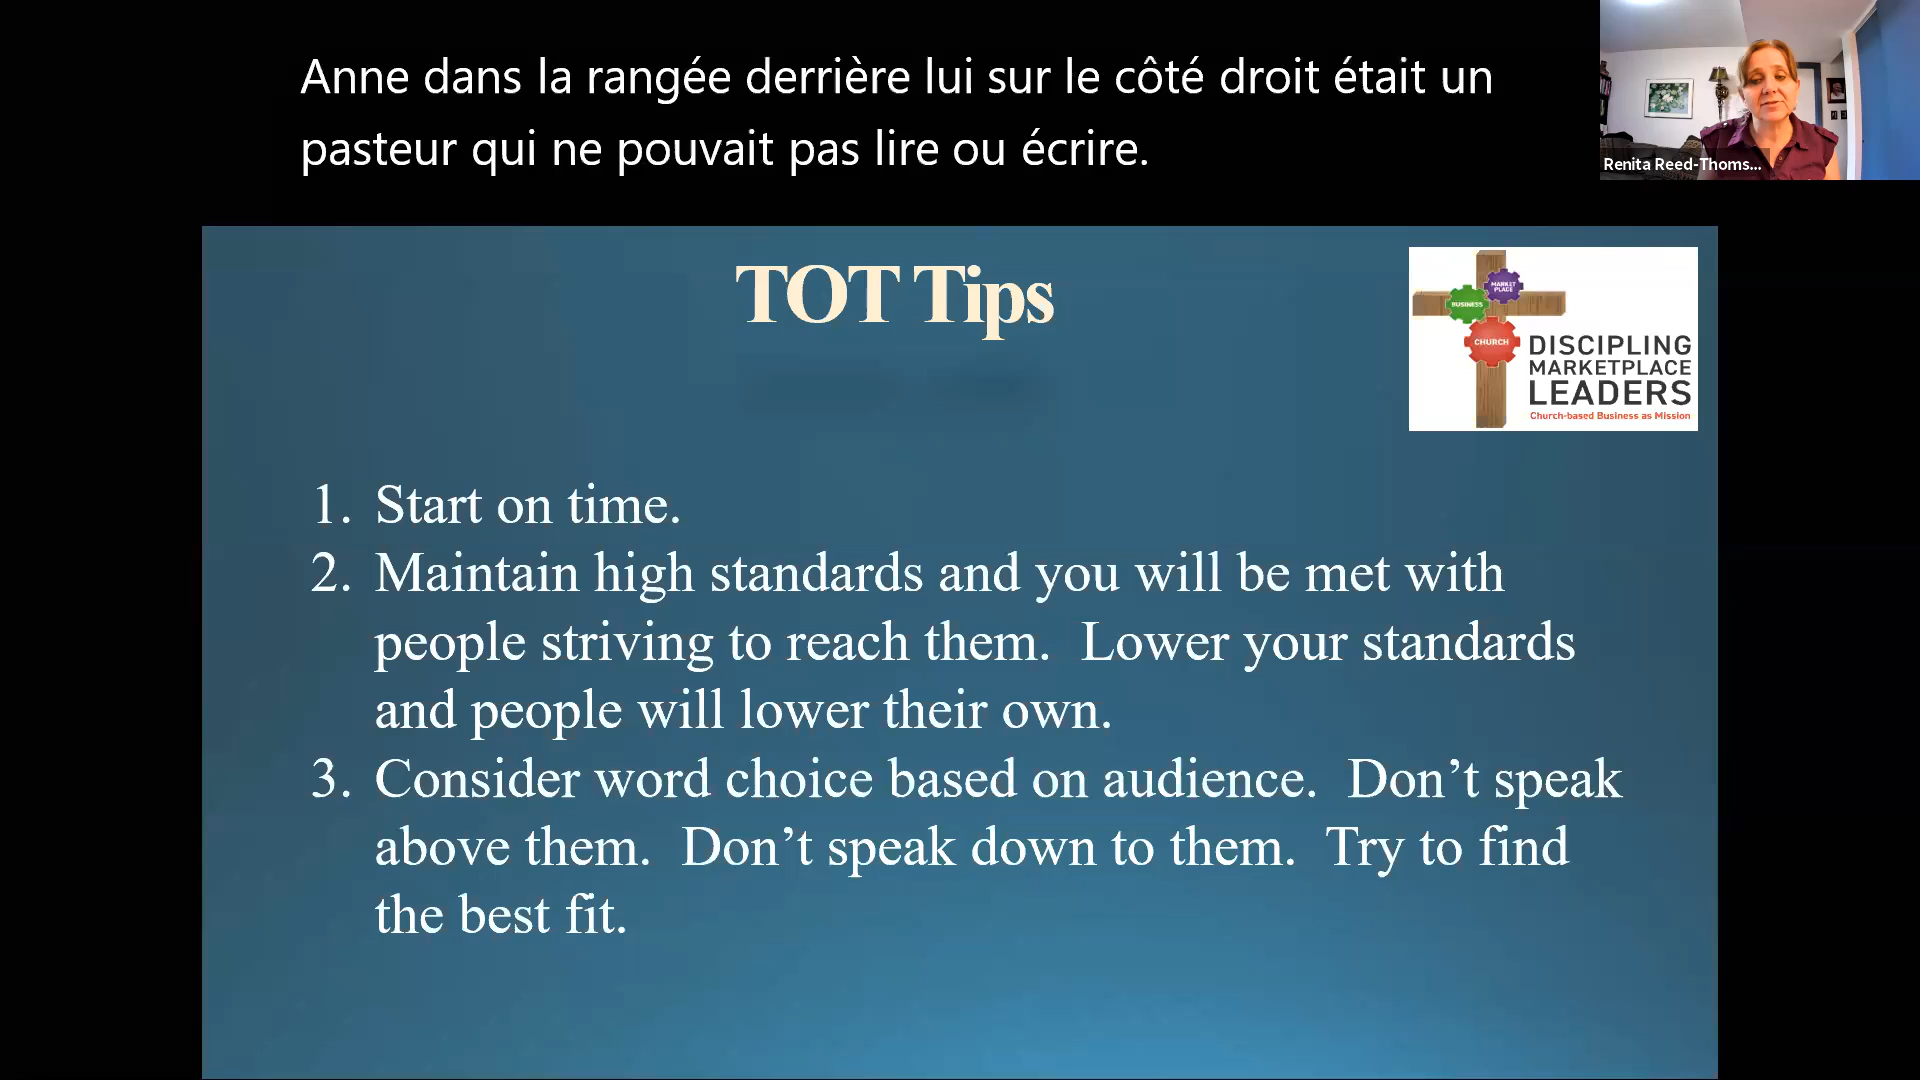 Anne dans la rangée derrière lui sur le côté droit était un
pasteur qui ne pouvait pas lire ou écrire.
Renita Reed-Thoms...
TOT Tips
MARKET
PLACE
BUSINESS
CHURCH
DISCIPLING
MARKETPLACE
LEADERS
Church-based Business as Mission
1. Start on time.
2. Maintain high standards and you will be met with
people striving to reach them. Lower your standards
and people will lower their own.
3. Consider word choice based on audience. Don’t speak
above them. Don’t speak down to them. Try to find
the best fit.